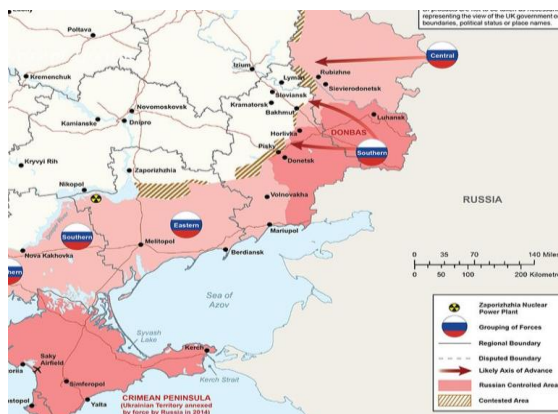 representing the view of the UK government on
boundaries, political status or place names.
Poltava
Central
Kremenchuk
Izium
Rubizhne
Lyman
Sievierodonetsk
Sloviansk
Kramatorsk
Novomoskovsk
Bakhmut
Luhansk
Kamianske
Dnipro
Horlivka
DONBAS
Pisky
Southern
Donetsk
Kryvyi Rih
Zaporizhzhia
Nikopol
Volnovakha
RUSSIA
Eastern
Southern
Mariupol
Melitopol
Nova Kakhovka
Berdiansk
0 35 70 140 Miles
0 50 100 200 Kilometers
Sea of
Azov
Zaporizhzhia Nuclear
Power Plant
Grouping of Forces
Syvash
Lake
Regional Boundary
Disputed Boundary
Kerch
Likely Axis of Advance
Saky
Airfield
Kerch Strait
Russian Controlled Area
Contested Area
Simferopol
CRIMEAN PENINSULA
(Ukrainian Territory annexed
by force by Russia in 2014)
Yalta